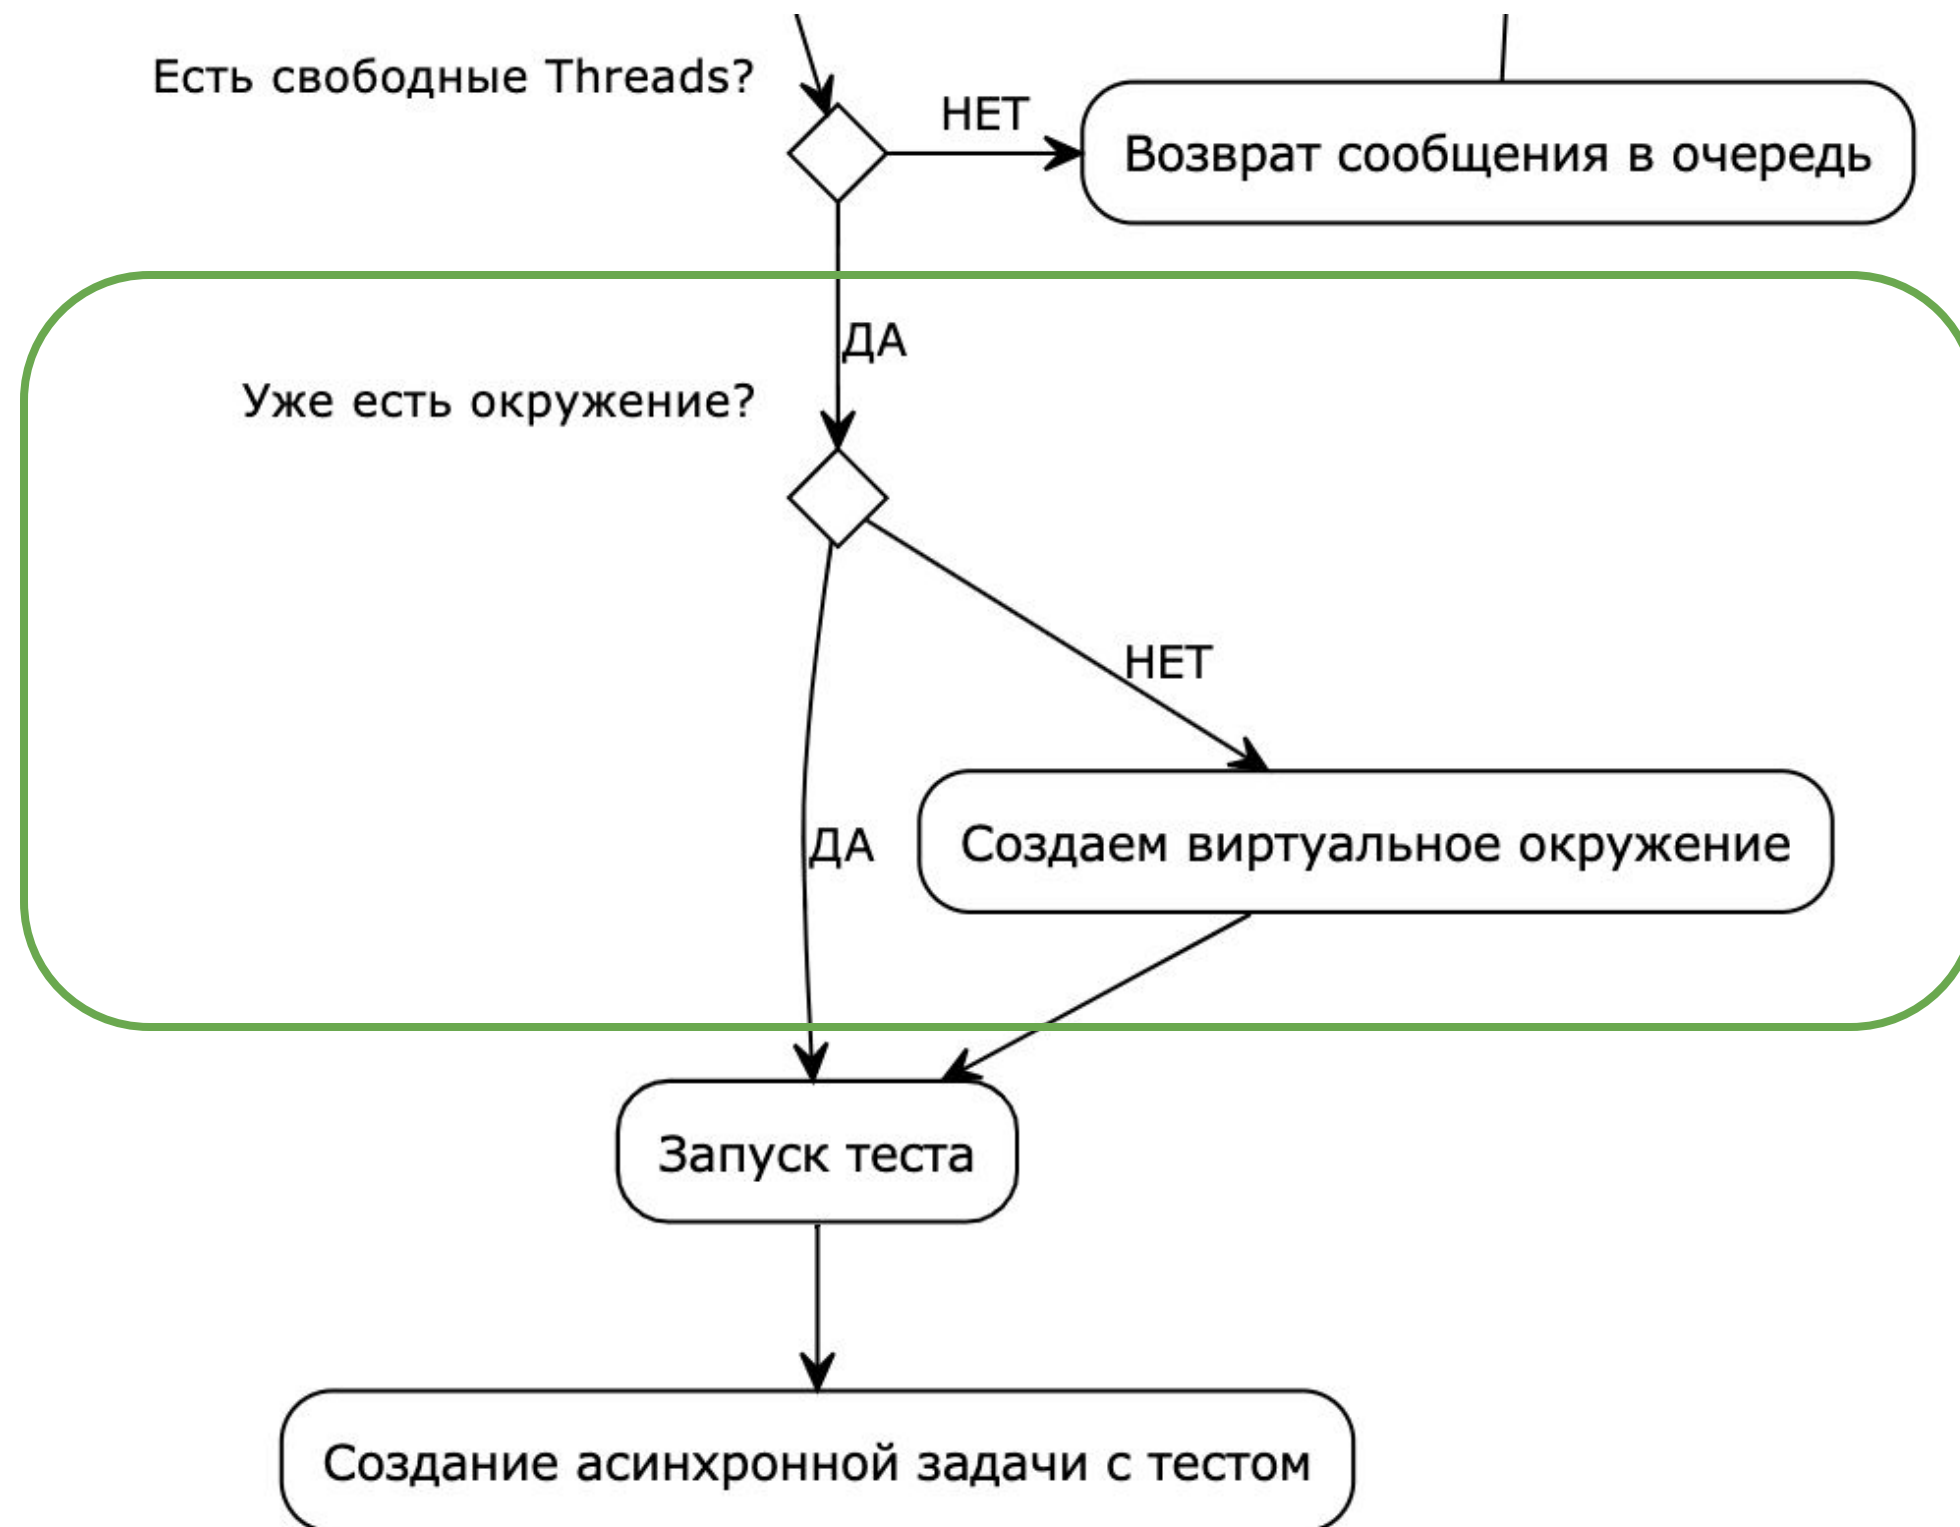 Есть свободные Threads?
НЕТ
Возврат сообщения в очередь
ДА
Уже есть окружение?
НЕТ
ДА
Создаем виртуальное окружение
Запуск теста
Создание асинхронной задачи с тестом